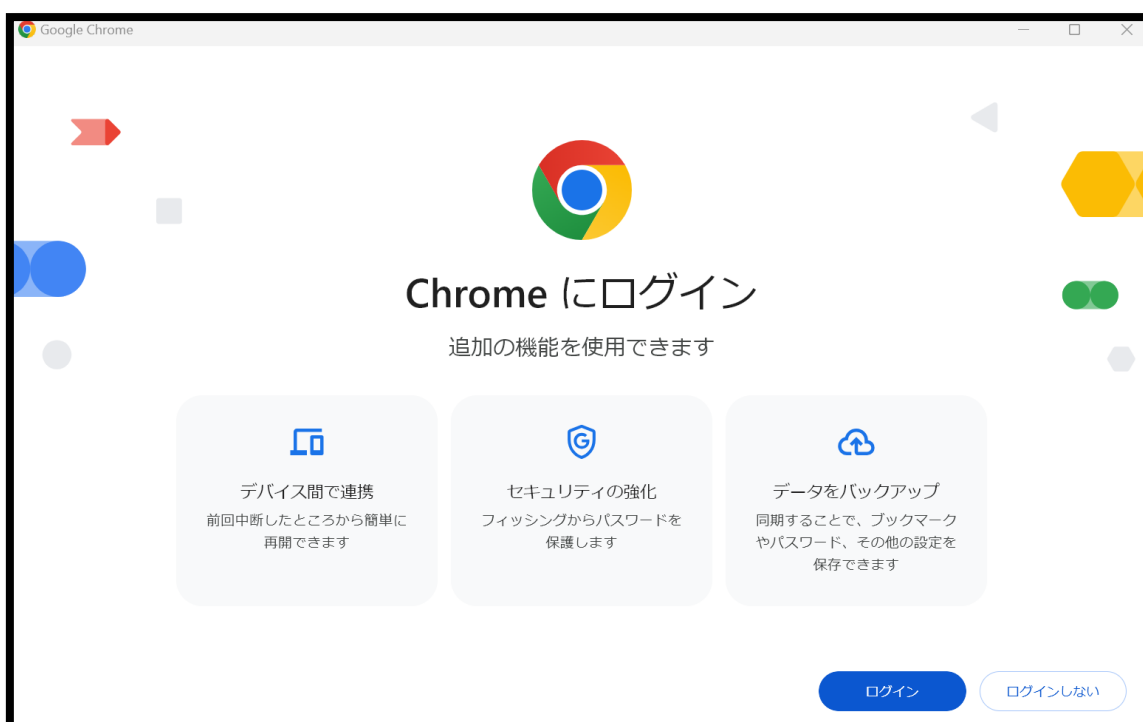 Google Chrome
Chrome にログイン
追加の機能を使用できます
デバイス間で連携
前回中断したところから簡単に
再開できます
セキュリティの強化
フィッシングからパスワードを
保護します
データをバックアップ
同期することで、ブックマーク
やパスワード、その他の設定を
保存できます
ログイン
ログインしない